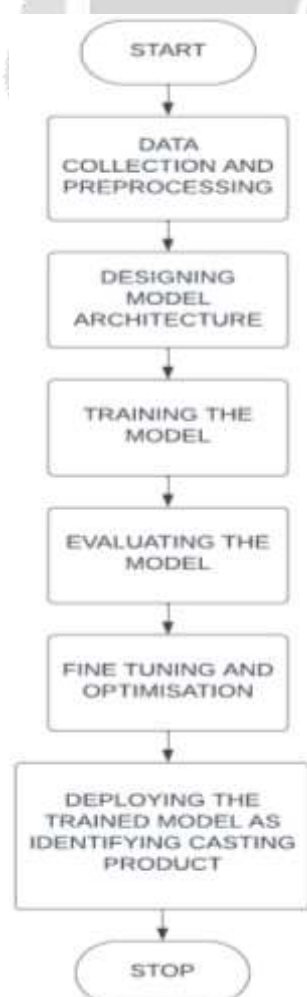 START
DATA
COLLECTION AND
PREPROCESSING
DESIGNING
MODEL
ARCHITECTURE
TRAINING THE
MODEL
EVALUATING THE
MODEL
FINE TUNING AND
OPTIMISATION
DEPLOYING THE
TRAINED MODEL AS
IDENTIFYING CASTING
PRODUCT
STOP